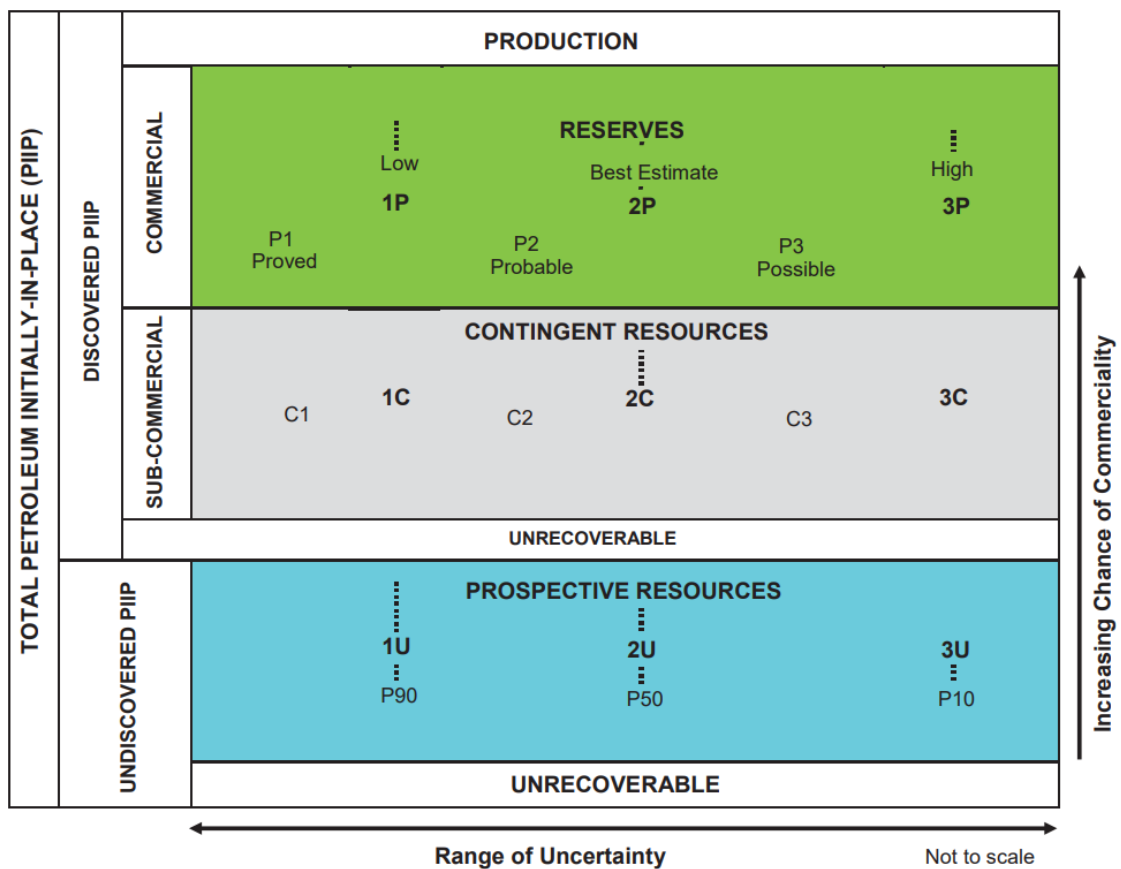 TOTAL PETROLEUM INITIALLY-IN-PLACE (PIIP)
DISCOVERED PIIP
UNDISCOVERED PIIP
COMMERCIAL
SUB-COMMERCIAL
PRODUCTION
RESERVES
Low
Best Estimate
High
1P
2P
3P
P1
Proved
P2
Probable
P3
Possible
CONTINGENT RESOURCES
1C
2C
3C
C1
C2
C3
UNRECOVERABLE
PROSPECTIVE RESOURCES
1U
2U
3U
P90
P50
P10
UNRECOVERABLE
Increasing Chance of Commerciality
Range of Uncertainty
Not to scale